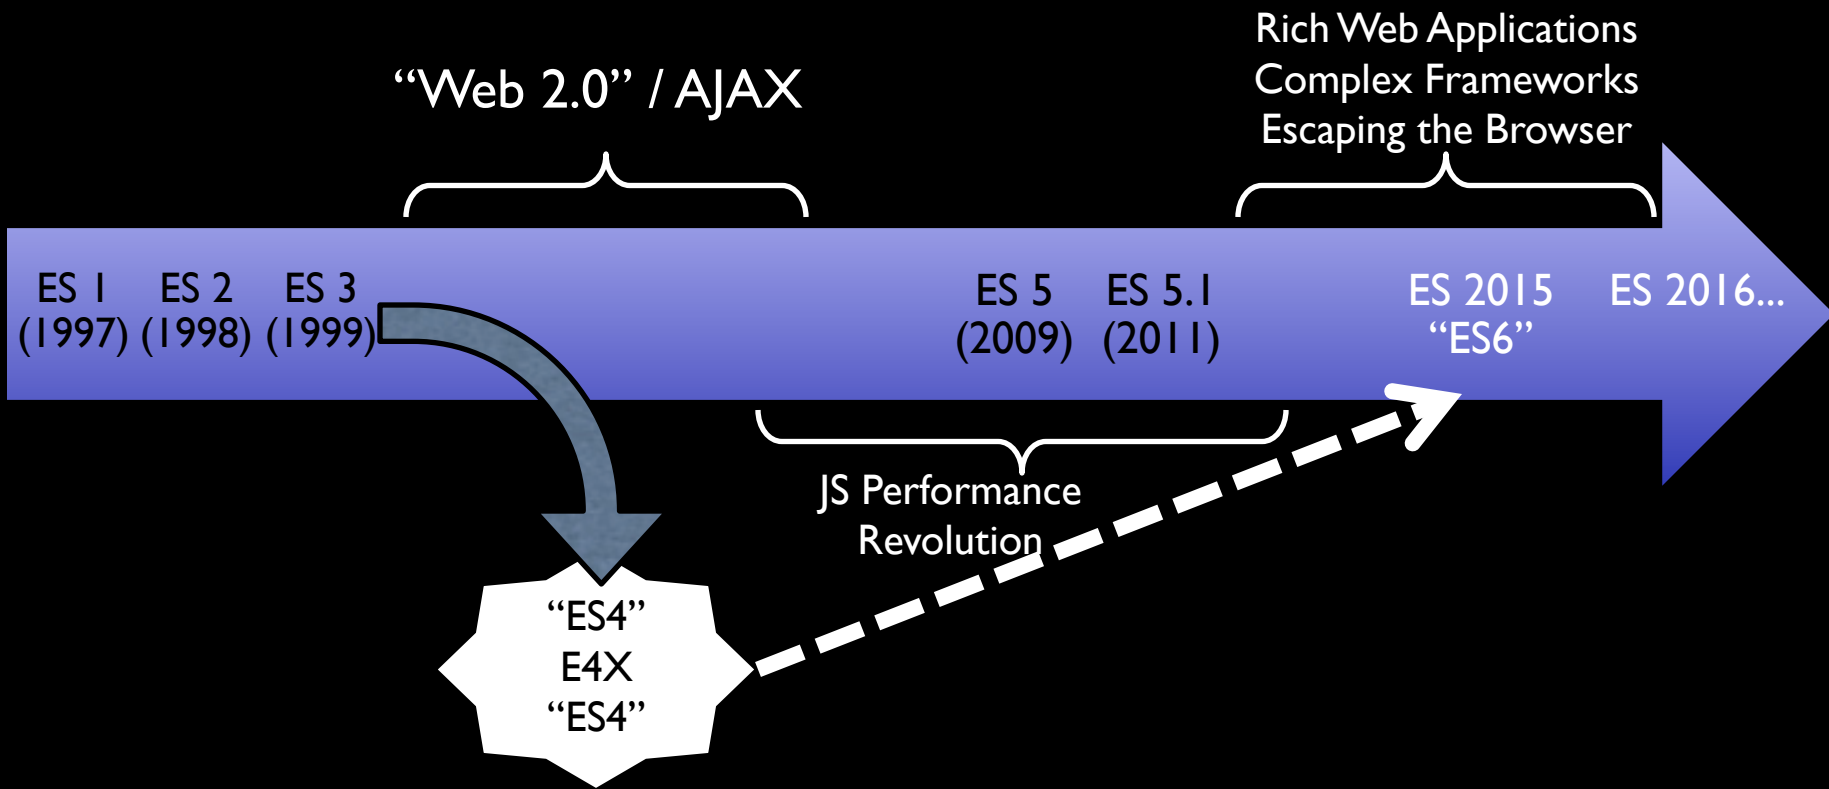 “Web 2.0” / AJAX
Rich Web Applications
Complex Frameworks
Escaping the Browser
ES 1
(1997)
ES 2
(1998)
ES 3
(1999)
ES 5
(2009)
ES 5.1
(2011)
ES 2015
“ES6”
ES 2016...
JS Performance
Revolution
“ES4”
E4X
“ES4”